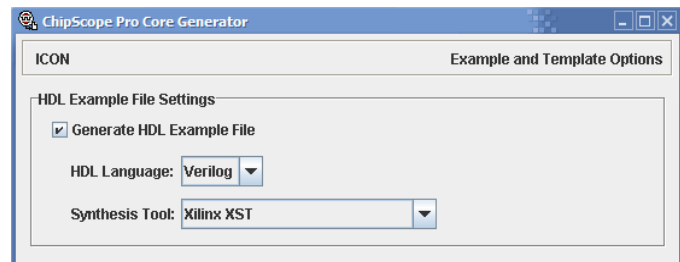 ChipScope Pro Core Generator
ICON Example and Template Options
HDL Example File Settings
Generate HDL Example File
HDL Language: Verilog
Synthesis Tool: Xilinx XST